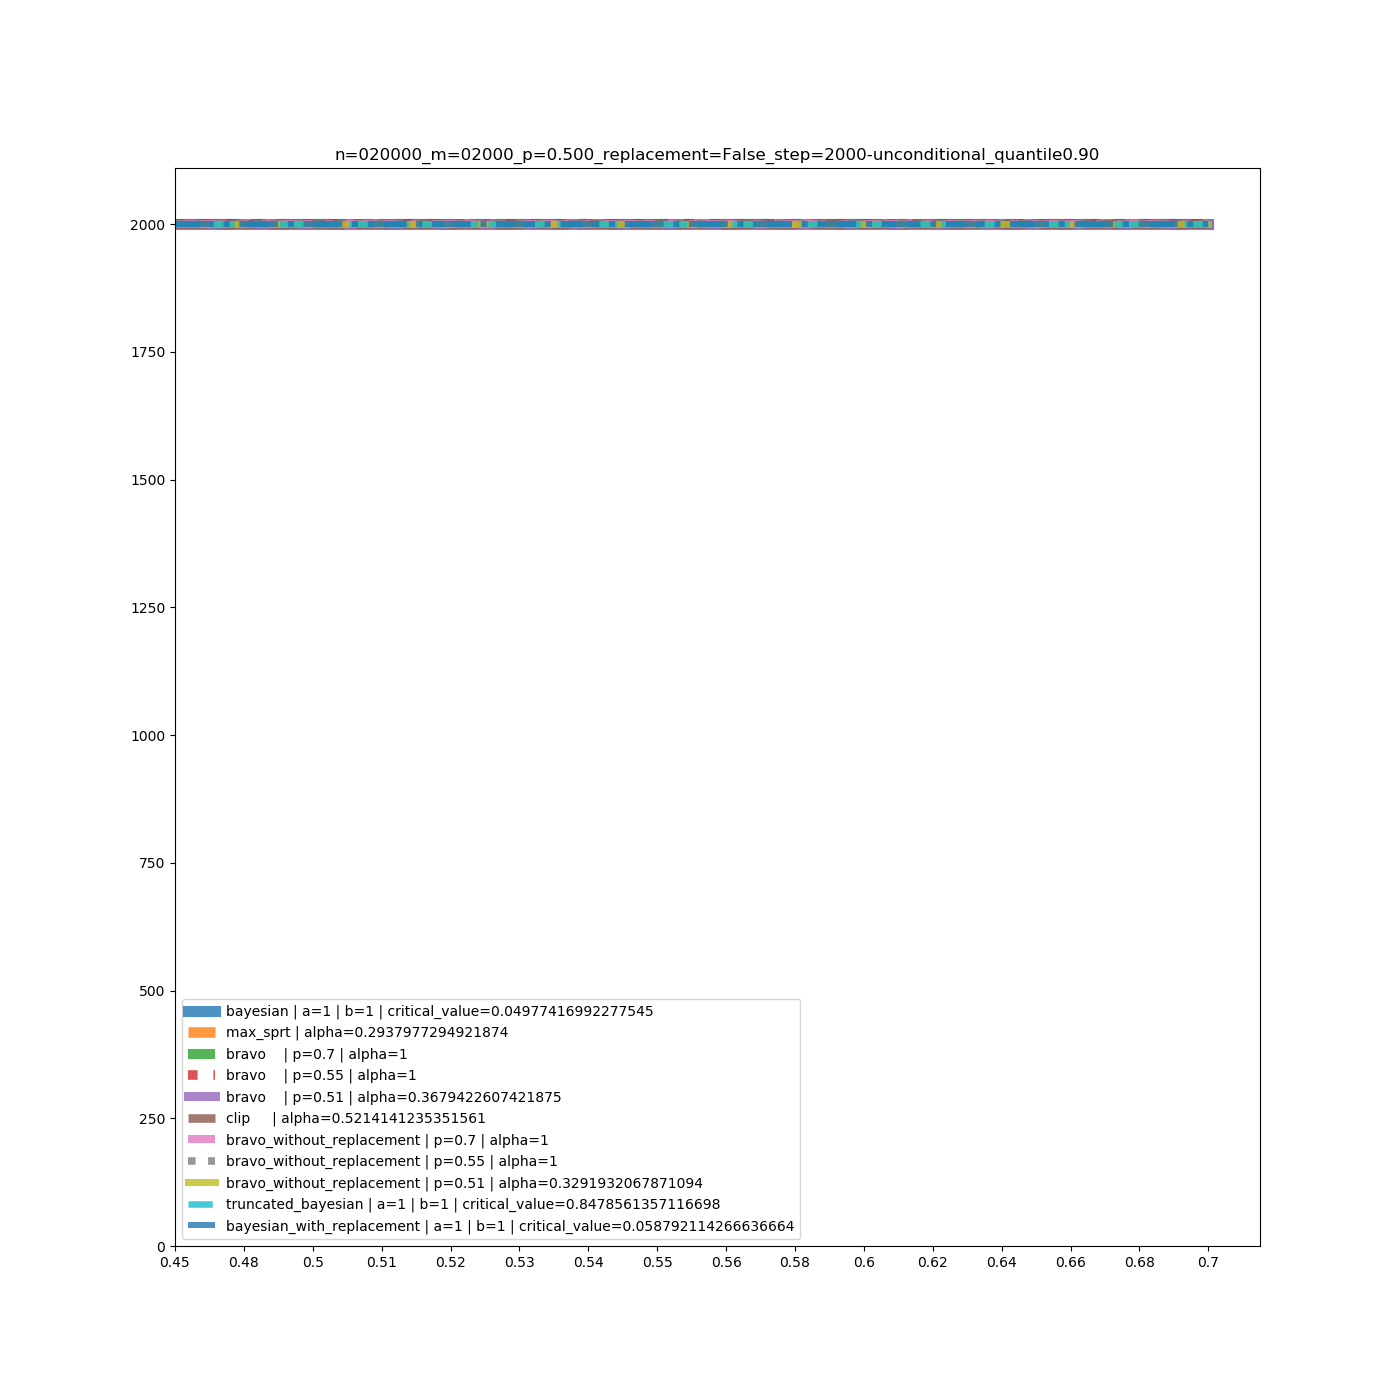 n=020000_m=02000_p=0.500_replacement=False_step=2000-unconditional_quantile0.90
2000
1750
1500
1250
1000
750
500
250
0
bayesian | a=1 | b=1 | critical_value=0.04977416992277545
max_sprt | alpha=0.2937977294921874
bravo    | p=0.7 | alpha=1
bravo    | p=0.55 | alpha=1
bravo    | p=0.51 | alpha=0.3679422607421875
clip     | alpha=0.5214141235351561
bravo_without_replacement | p=0.7 | alpha=1
bravo_without_replacement | p=0.55 | alpha=1
bravo_without_replacement | p=0.51 | alpha=0.3291932067871094
truncated_bayesian | a=1 | b=1 | critical_value=0.8478561357116698
bayesian_with_replacement | a=1 | b=1 | critical_value=0.058792114266636664
0.45 0.48 0.5 0.51 0.52 0.53 0.54 0.55 0.56 0.58 0.6 0.62 0.64 0.66 0.68 0.7